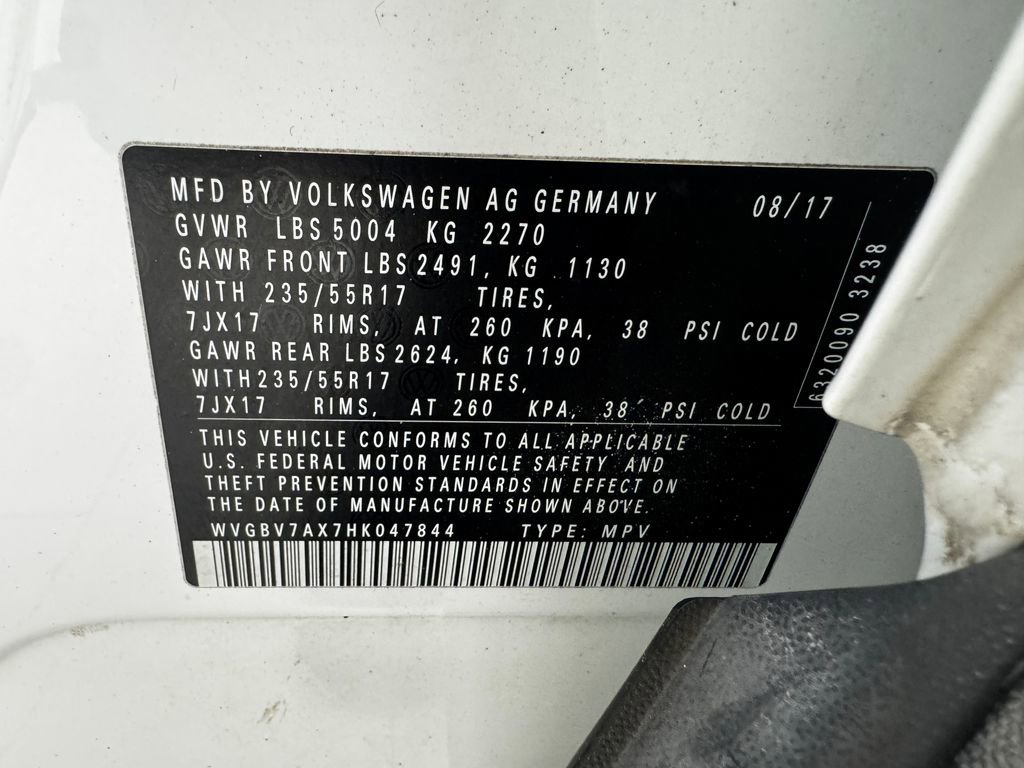 MFD BY VOLKSWAGEN AG GERMANY 08/17
GVWR LBS 5004 KG 2270
GAWR FRONT LBS 2491, KG 1130
WITH 235/55R17 TIRES,
7JX17 RIMS, AT 260 KPA, 38 PSI COLD
GAWR REAR LBS 2624, KG 1190
WITH 235/55R17 TIRES,
7JX17 RIMS, AT 260 KPA, 38 PSI COLD
THIS VEHICLE CONFORMS TO ALL APPLICABLE
U.S. FEDERAL MOTOR VEHICLE SAFETY AND
THEFT PREVENTION STANDARDS IN EFFECT ON
THE DATE OF MANUFACTURE SHOWN ABOVE.
WVGBV7AX7HK047844 TYPE: MPV
6320090 3238